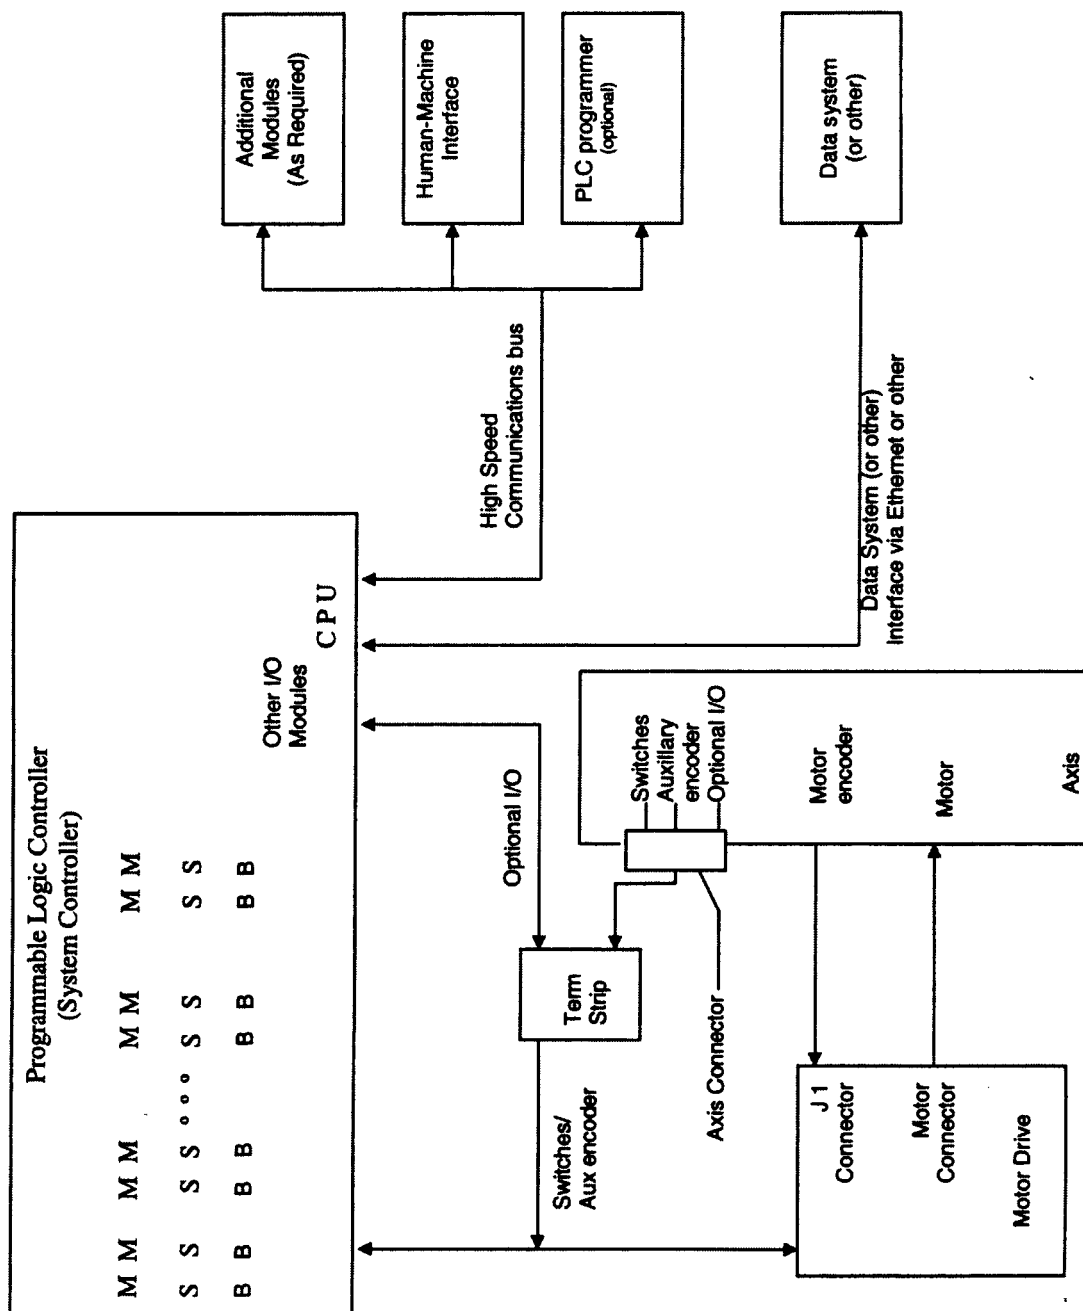 Programmable Logic Controller
(System Controller)
M M M M M M M M
S S S S ° ° ° S S S S
B B B B B B B B
Other I/O
Modules
C P U
Additional
Modules
(As Required)
Human-Machine
Interface
PLC programmer
(optional)
Data system
(or other)
High Speed
Communications bus
Data System (or other)
Interface via Ethernet or other
Optional I/O
Switches/
Aux encoder
Term
Strip
Axis Connector
Switches
Auxillary
encoder
Optional I/O
Motor
encoder
Motor
Axis
J 1
Connector
Motor
Connector
Motor Drive